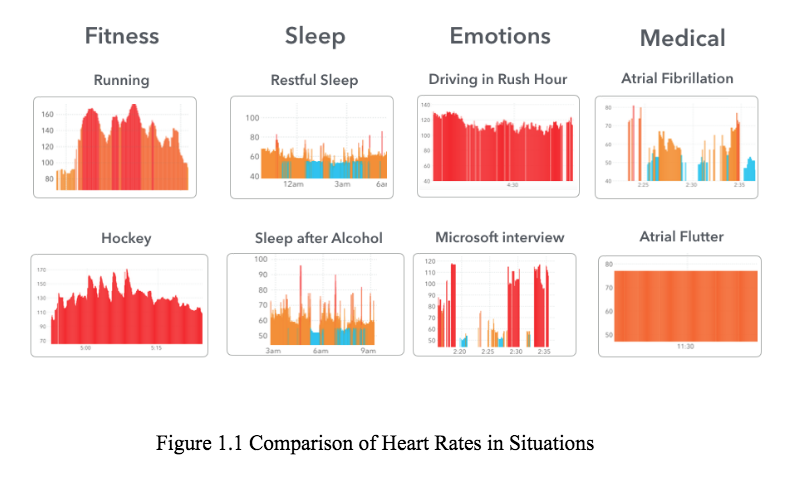 Fitness
Sleep
Emotions
Medical
Running
Restful Sleep
Driving in Rush Hour
Atrial Fibrillation
160
140
120
100
80
100
80
60
40
12am
3am
6am
140
120
100
80
60
40
4:30
80
70
60
50
40
2:25
2:30
2:35
Hockey
Sleep after Alcohol
Microsoft interview
Atrial Flutter
170
150
130
110
90
70
5:00
5:15
100
90
80
70
60
50
3am
6am
9am
120
110
100
90
80
70
60
50
2:20
2:25
2:30
2:35
80
70
60
50
11:30
Figure 1.1 Comparison of Heart Rates in Situations